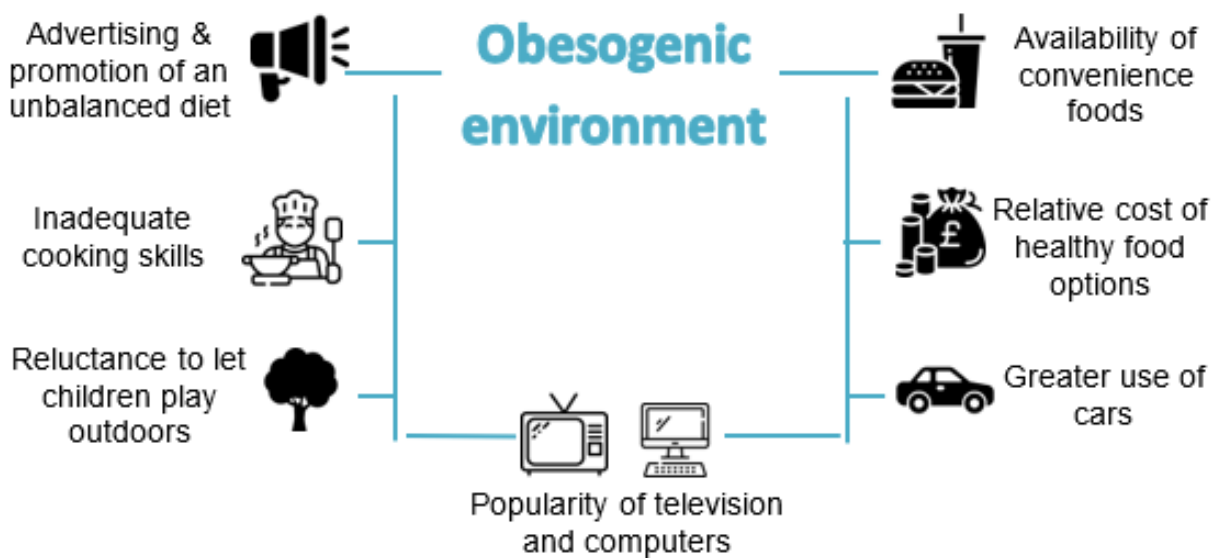 Obesogenic
environment
Advertising &
promotion of an
unbalanced diet
Inadequate
cooking skills
Reluctance to let
children play
outdoors
Availability of
convenience
foods
£
Relative cost of
healthy food
options
Greater use of
cars
Popularity of television
and computers